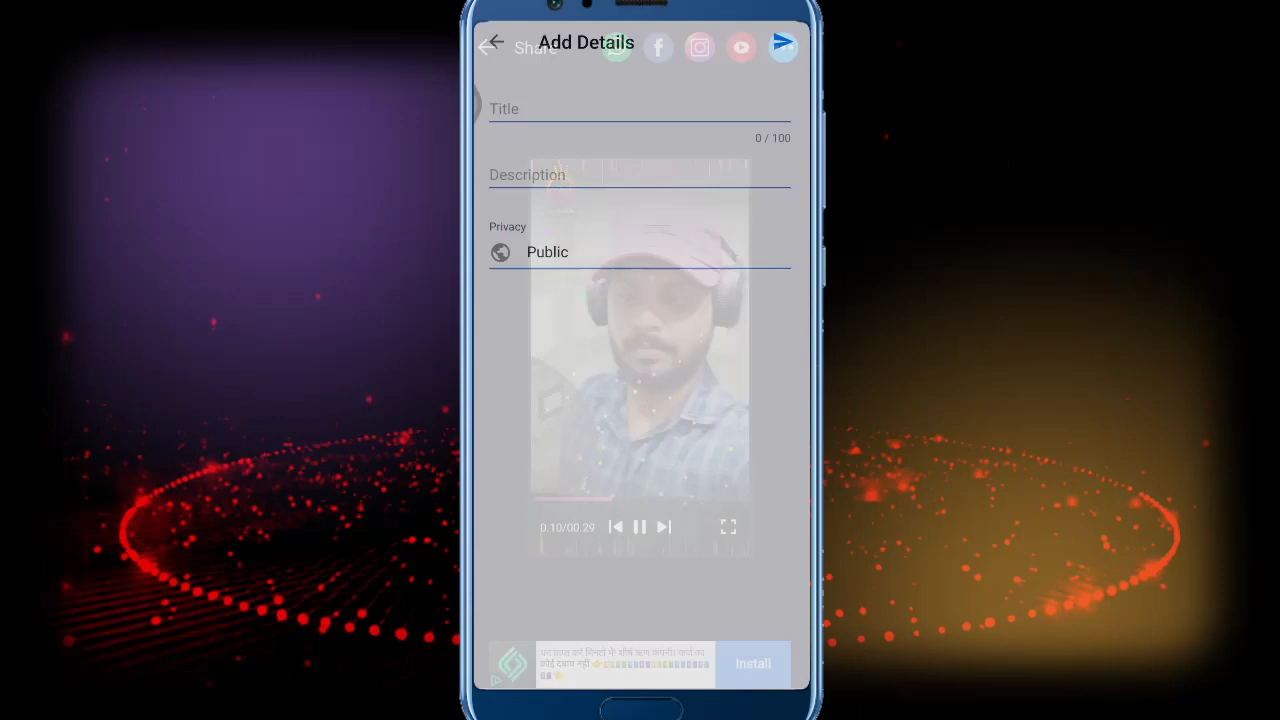 Add Details
Share
Title
0 / 100
Description
Privacy
Public
0.10/00.29
Install